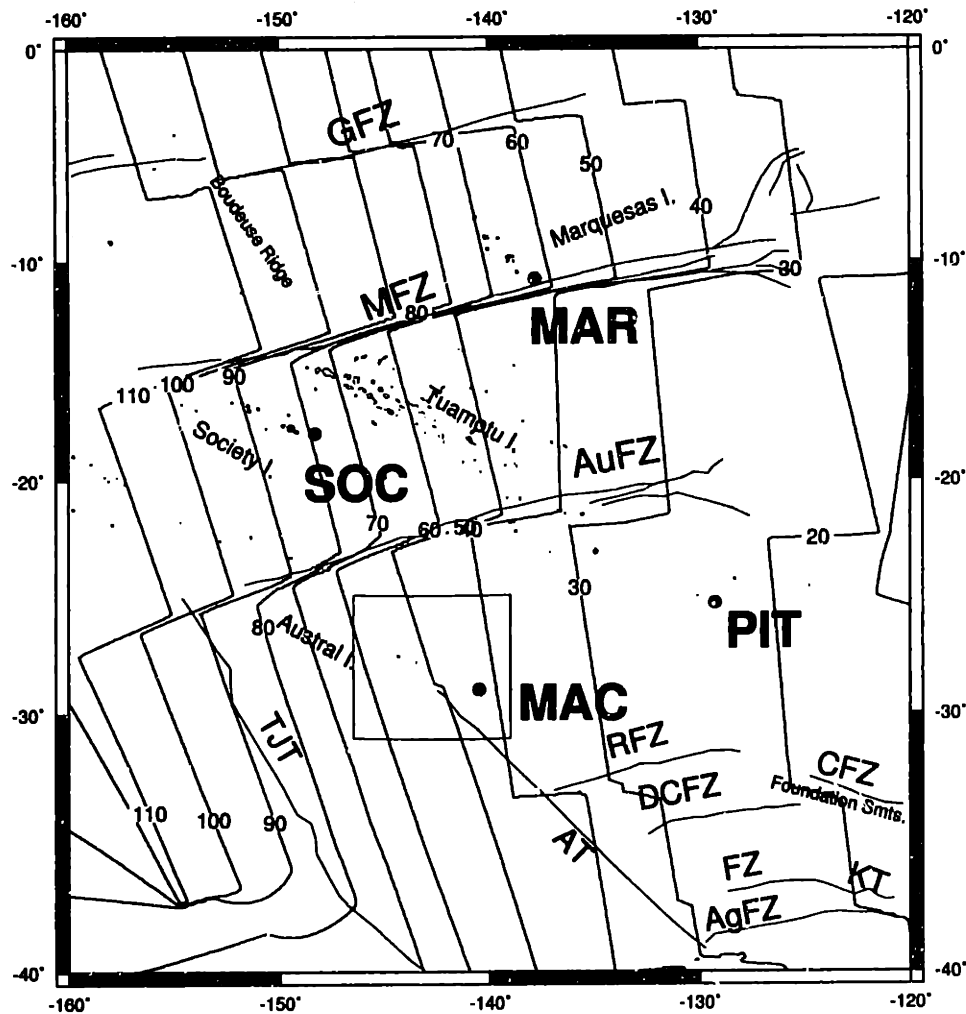 -160° -150° -140° -130° -120°
0° 0°
GFZ
70
60
50
40
Boudeuse Ridge
Marquesas I.
-10° -10°
30
MFZ
80
MAR
90
100
110
Tuamptu I.
Society I.
AuFZ
SOC
-20° -20°
70
60
50
40
20
30
PIT
80
Austral I.
MAC
-30° -30°
TJT
RFZ
CFZ
DCFZ
Foundation Smts.
110
100
90
AT
FZ
KT
AgFZ
-40° -40°
-160° -150° -140° -130° -120°